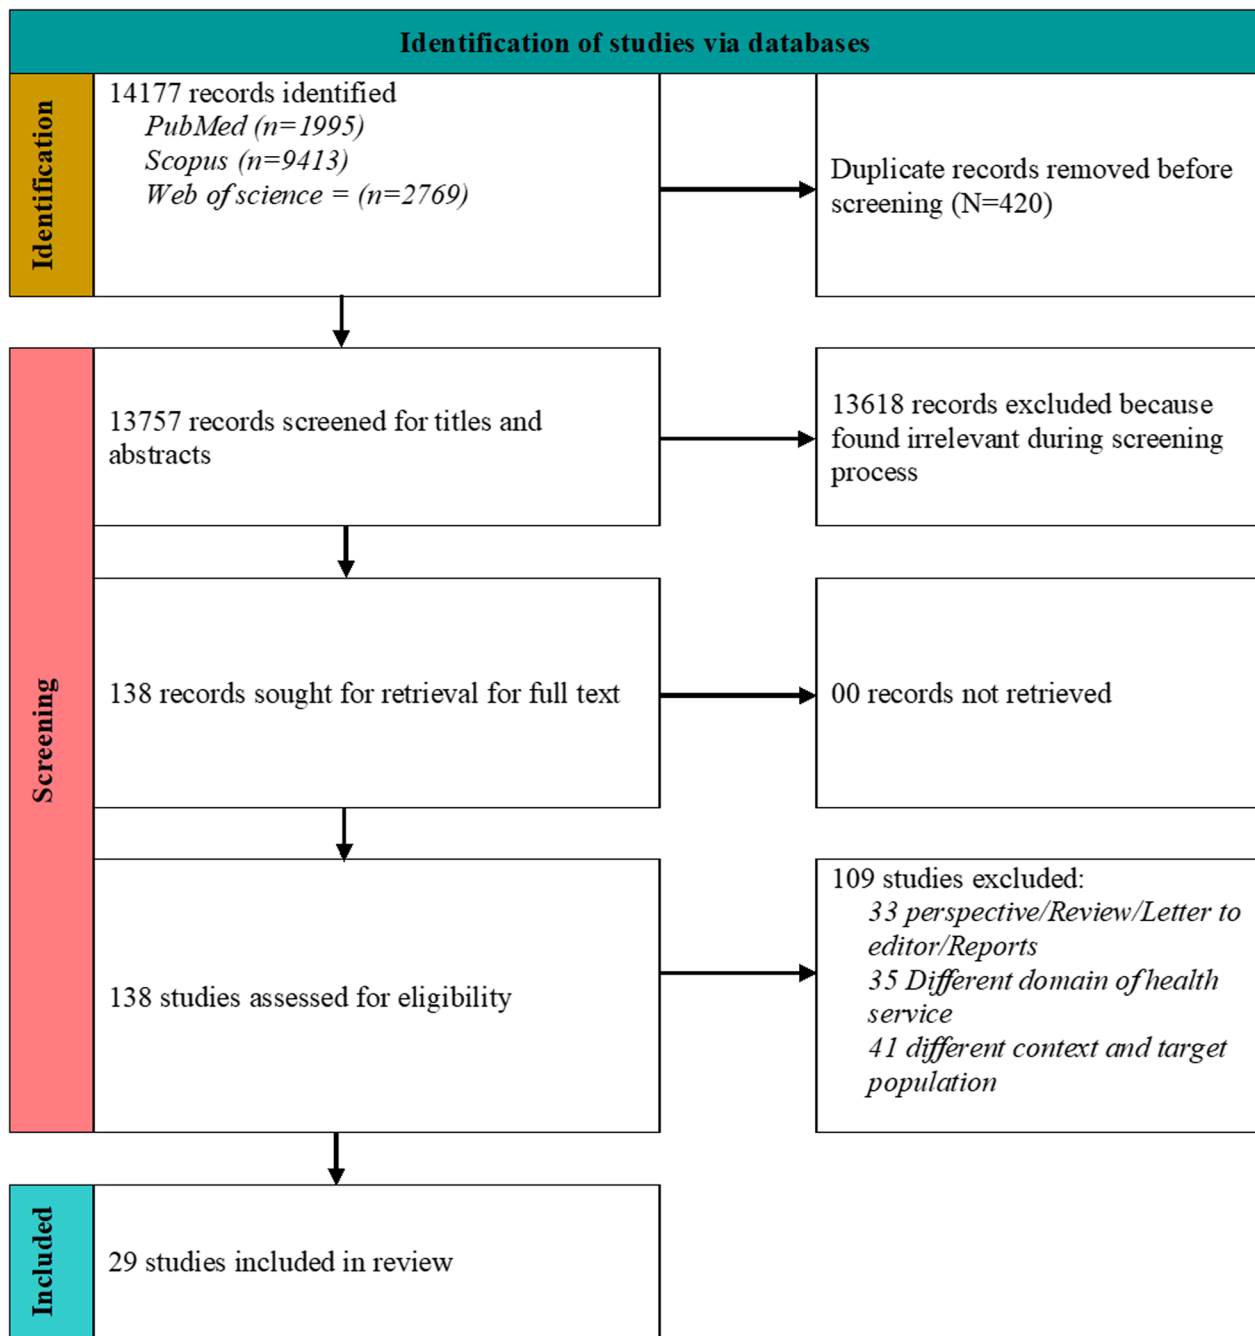 Identification of studies via databases
Identification
14177 records identified
PubMed (n=1995)
Scopus (n=9413)
Web of science = (n=2769)
Duplicate records removed before
screening (N=420)
Screening
13757 records screened for titles and
abstracts
13618 records excluded because
found irrelevant during screening
process
138 records sought for retrieval for full text
00 records not retrieved
138 studies assessed for eligibility
109 studies excluded:
33 perspective/Review/Letter to
editor/Reports
35 Different domain of health
service
41 different context and target
population
Included
29 studies included in review